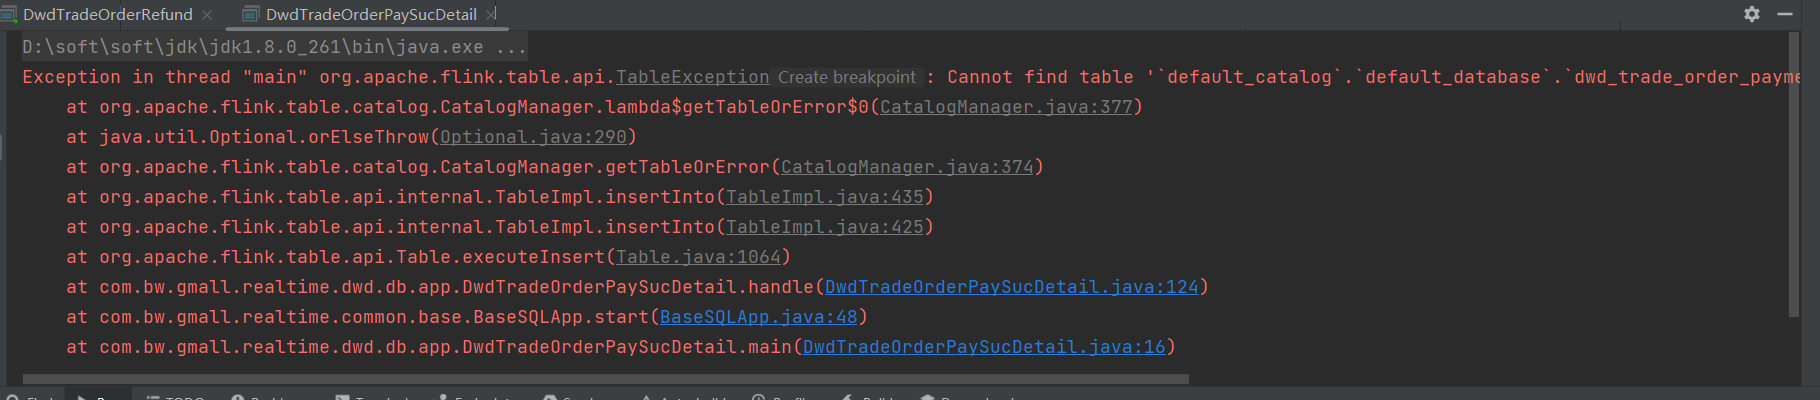 DwdTradeOrderRefund × DwdTradeOrderPaySucDetail ×
D:\soft\soft\jdk\jdk1.8.0_261\bin\java.exe ...
Exception in thread "main" org.apache.flink.table.api.TableException Create breakpoint : Cannot find table '`default_catalog`.`default_database`.`dwd_trade_order_payme
at org.apache.flink.table.catalog.CatalogManager.lambda$getTableOrError$0(CatalogManager.java:377)
at java.util.Optional.orElseThrow(Optional.java:290)
at org.apache.flink.table.catalog.CatalogManager.getTableOrError(CatalogManager.java:374)
at org.apache.flink.table.api.internal.TableImpl.insertInto(TableImpl.java:435)
at org.apache.flink.table.api.internal.TableImpl.insertInto(TableImpl.java:425)
at org.apache.flink.table.api.Table.executeInsert(Table.java:1064)
at com.bw.gmall.realtime.dwd.db.app.DwdTradeOrderPaySucDetail.handle(DwdTradeOrderPaySucDetail.java:124)
at com.bw.gmall.realtime.common.base.BaseSQLApp.start(BaseSQLApp.java:48)
at com.bw.gmall.realtime.dwd.db.app.DwdTradeOrderPaySucDetail.main(DwdTradeOrderPaySucDetail.java:16)